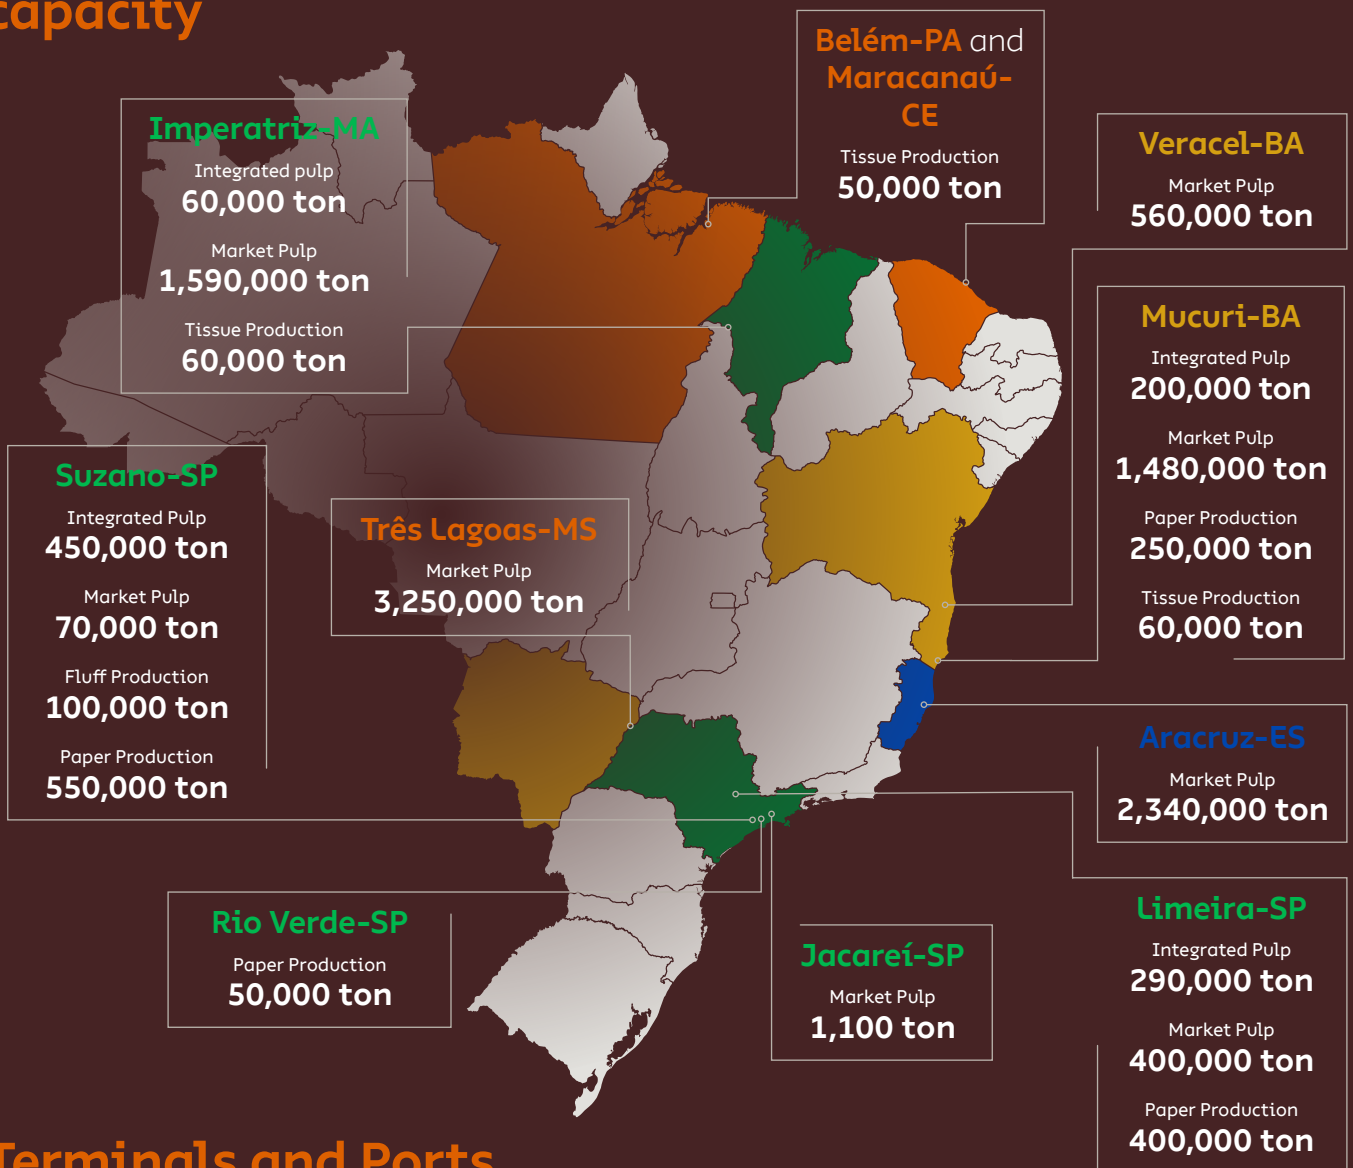 capacity
Belém-PA and
Maracanaú-
CE
Tissue Production
50,000 ton
Imperatriz-MA
Integrated pulp
60,000 ton
Market Pulp
1,590,000 ton
Tissue Production
60,000 ton
Veracel-BA
Market Pulp
560,000 ton
Mucuri-BA
Integrated Pulp
200,000 ton
Market Pulp
1,480,000 ton
Paper Production
250,000 ton
Tissue Production
60,000 ton
Suzano-SP
Integrated Pulp
450,000 ton
Market Pulp
70,000 ton
Fluff Production
100,000 ton
Paper Production
550,000 ton
Três Lagoas-MS
Market Pulp
3,250,000 ton
Aracruz-ES
Market Pulp
2,340,000 ton
Rio Verde-SP
Paper Production
50,000 ton
Jacareí-SP
Market Pulp
1,100 ton
Limeira-SP
Integrated Pulp
290,000 ton
Market Pulp
400,000 ton
Paper Production
400,000 ton
Terminals and Ports